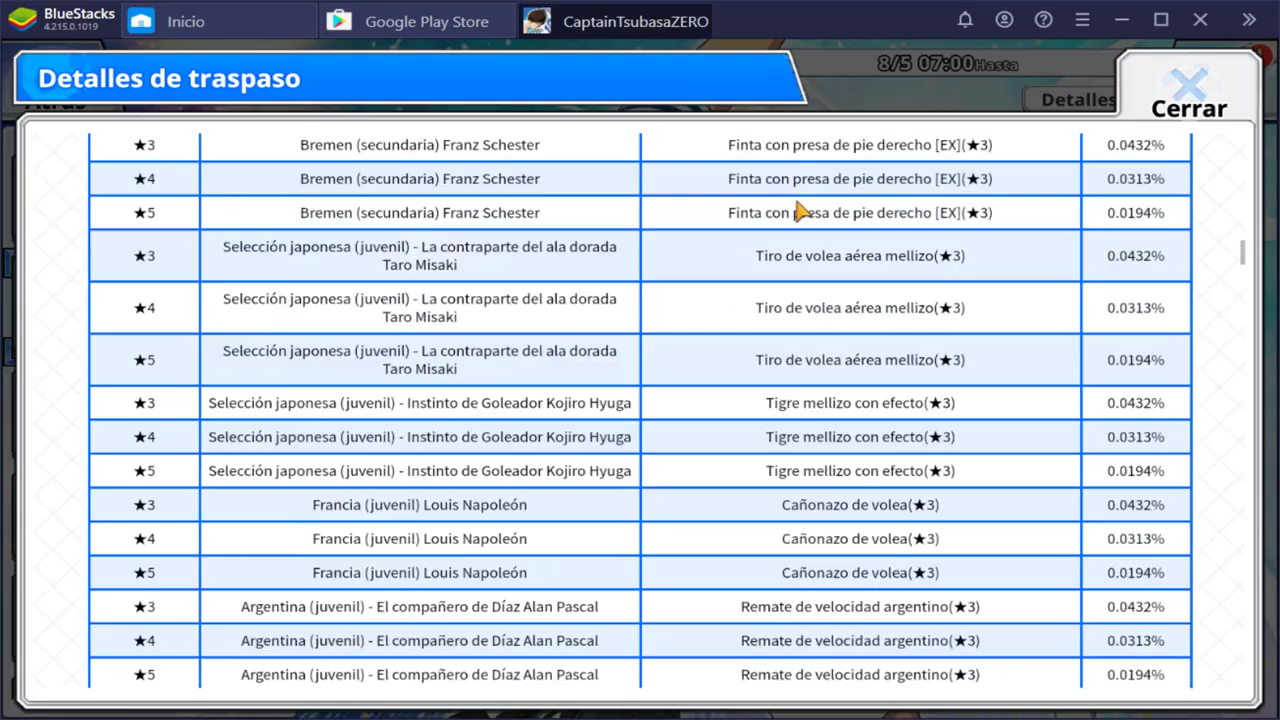 BlueStacks
4.215.0.1019
Inicio
Google Play Store
CaptainTsubasaZERO
Detalles de traspaso
8/5 07:00Hasta
Detalles
Atrás
Cerrar
★3 Bremen (secundaria) Franz Schester Finta con presa de pie derecho [EX](★3) 0.0432%
★4 Bremen (secundaria) Franz Schester Finta con presa de pie derecho [EX](★3) 0.0313%
★5 Bremen (secundaria) Franz Schester Finta con presa de pie derecho [EX](★3) 0.0194%
★3 Selección japonesa (juvenil) - La contraparte del ala dorada
Taro Misaki Tiro de volea aérea mellizo(★3) 0.0432%
★4 Selección japonesa (juvenil) - La contraparte del ala dorada
Taro Misaki Tiro de volea aérea mellizo(★3) 0.0313%
★5 Selección japonesa (juvenil) - La contraparte del ala dorada
Taro Misaki Tiro de volea aérea mellizo(★3) 0.0194%
★3 Selección japonesa (juvenil) - Instinto de Goleador Kojiro Hyuga Tigre mellizo con efecto(★3) 0.0432%
★4 Selección japonesa (juvenil) - Instinto de Goleador Kojiro Hyuga Tigre mellizo con efecto(★3) 0.0313%
★5 Selección japonesa (juvenil) - Instinto de Goleador Kojiro Hyuga Tigre mellizo con efecto(★3) 0.0194%
★3 Francia (juvenil) Louis Napoleón Cañonazo de volea(★3) 0.0432%
★4 Francia (juvenil) Louis Napoleón Cañonazo de volea(★3) 0.0313%
★5 Francia (juvenil) Louis Napoleón Cañonazo de volea(★3) 0.0194%
★3 Argentina (juvenil) - El compañero de Díaz Alan Pascal Remate de velocidad argentino(★3) 0.0432%
★4 Argentina (juvenil) - El compañero de Díaz Alan Pascal Remate de velocidad argentino(★3) 0.0313%
★5 Argentina (juvenil) - El compañero de Díaz Alan Pascal Remate de velocidad argentino(★3) 0.0194%